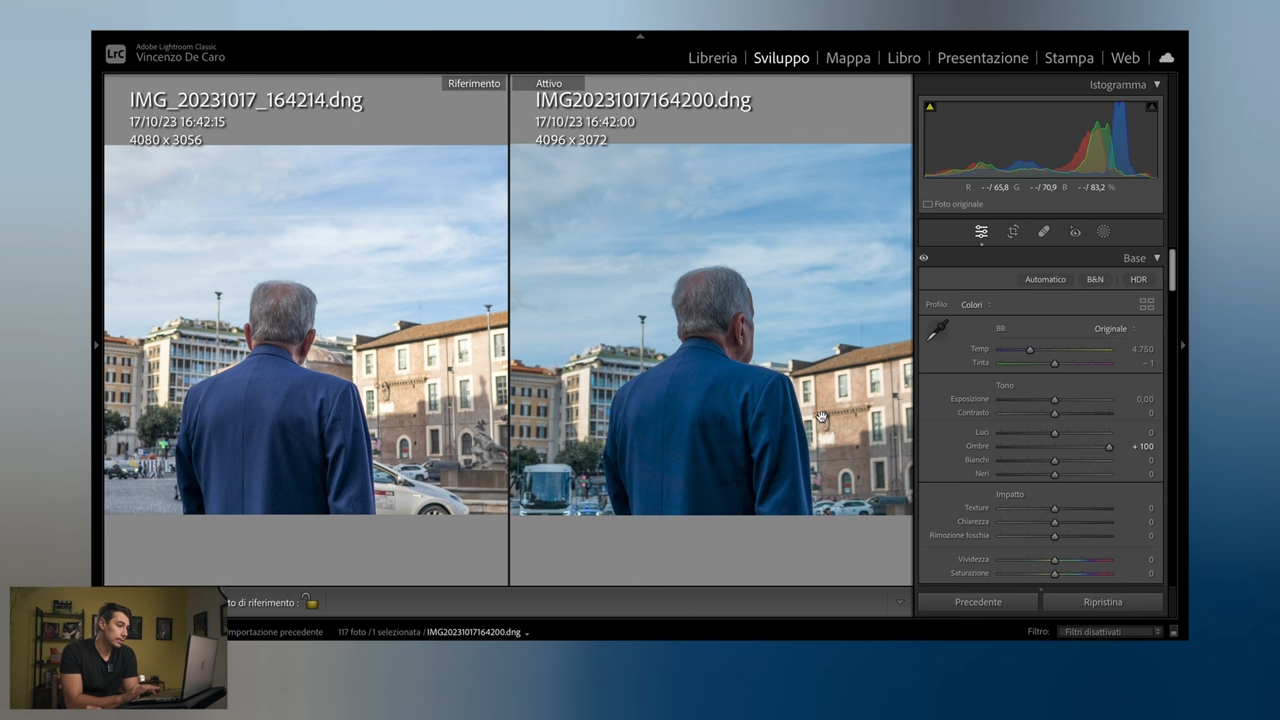 LrC
Adobe Lightroom Classic
Vincenzo De Caro
Libreria | Sviluppo | Mappa | Libro | Presentazione | Stampa | Web
Riferimento
IMG_20231017_164214.dng
17/10/23 16:42:15
4080 x 3056
Attivo
IMG20231017164200.dng
17/10/23 16:42:00
4096 x 3072
Istogramma
R --/ 65,8 G --/ 70,9 B --/ 83,2 %
Foto originale
Base
Automatico B&N HDR
Profilo: Colori
BB: Originale
Temp 4.750
Tinta – 1
Tono
Esposizione 0,00
Contrasto 0
Luci 0
Ombre + 100
Bianchi 0
Neri 0
Impatto
Texture 0
Chiarezza 0
Rimozione foschia 0
Vividezza 0
Saturazione 0
Precedente Ripristina
to di riferimento :
mportazione precedente 117 foto / 1 selezionata / IMG20231017164200.dng
Filtro: Filtri disattivati